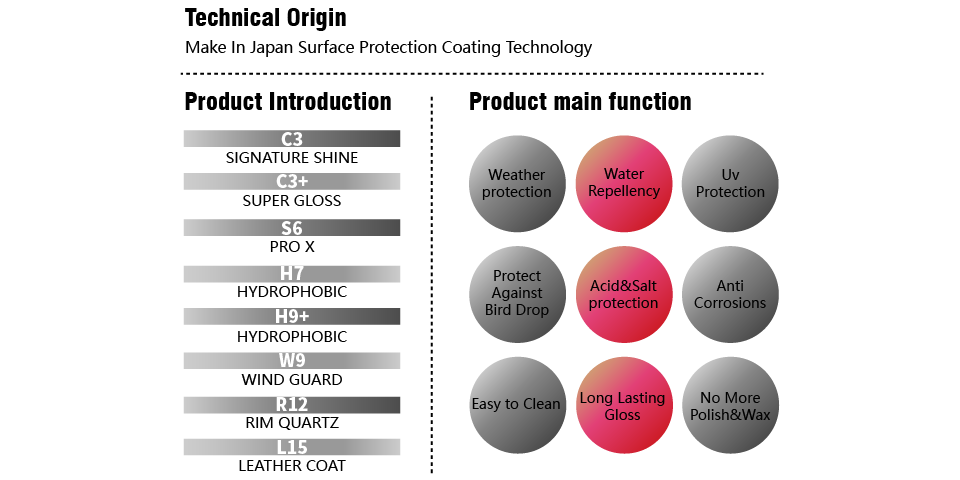 Technical Origin
Make In Japan Surface Protection Coating Technology
Product Introduction
C3
SIGNATURE SHINE
C3+
SUPER GLOSS
S6
PRO X
H7
HYDROPHOBIC
H9+
HYDROPHOBIC
W9
WIND GUARD
R12
RIM QUARTZ
L15
LEATHER COAT
Product main function
Weather
protection
Water
Repellency
Uv
Protection
Protect
Against
Bird Drop
Acid&Salt
protection
Anti
Corrosions
Easy to Clean
Long Lasting
Gloss
No More
Polish&Wax